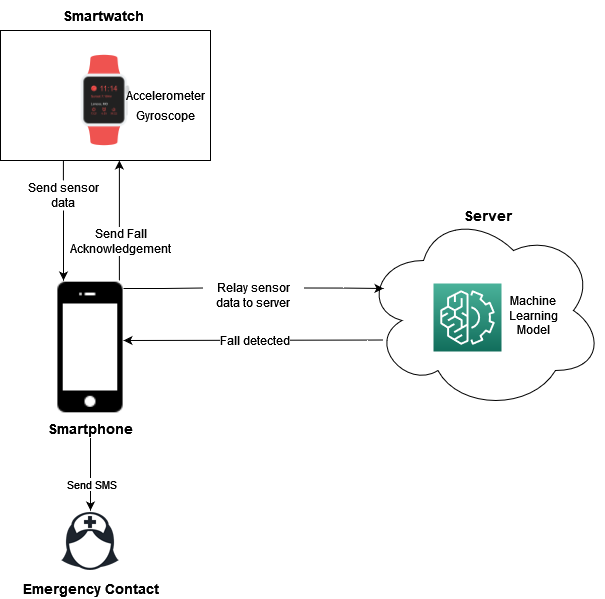 Smartwatch
11:14
Accelerometer
Gyroscope
Send sensor
data
Send Fall
Acknowledgement
Server
Relay sensor
data to server
Machine
Learning
Model
Fall detected
Smartphone
Send SMS
Emergency Contact